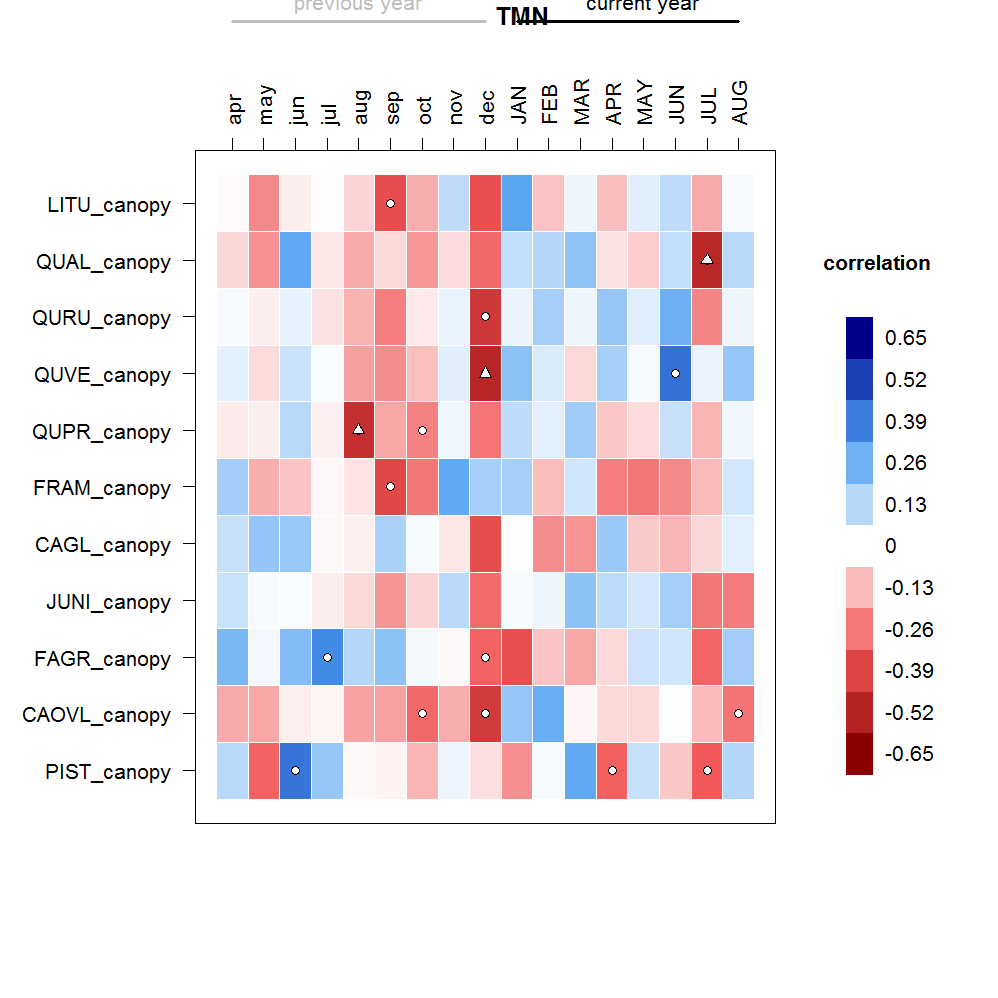 previous year
current year
TMN
apr
may
jun
jul
aug
sep
oct
nov
dec
JAN
FEB
MAR
APR
MAY
JUN
JUL
AUG
LITU_canopy
QUAL_canopy
QURU_canopy
QUVE_canopy
QUPR_canopy
FRAM_canopy
CAGL_canopy
JUNI_canopy
FAGR_canopy
CAOVL_canopy
PIST_canopy
correlation
0.65
0.52
0.39
0.26
0.13
0
-0.13
-0.26
-0.39
-0.52
-0.65